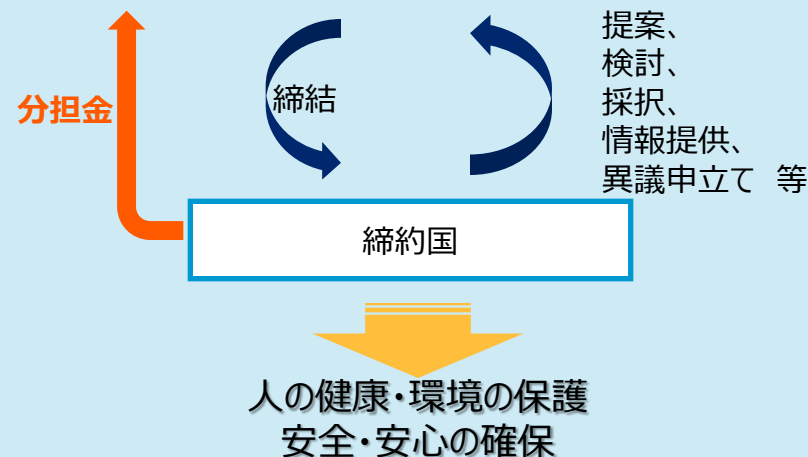 分担金
締結
提案、
検討、
採択、
情報提供、
異議申立て 等
締約国
人の健康・環境の保護
安全・安心の確保